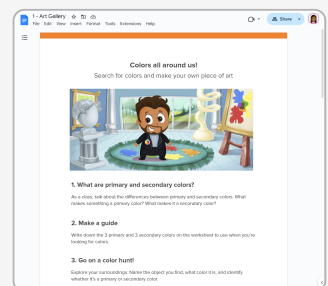 1 - Art Gallery
File Edit View Insert Format Tools Extensions Help
Share
Colors all around us!
Search for colors and make your own piece of art
1. What are primary and secondary colors?
As a class, talk about the differences between primary and secondary colors. What
makes something a primary color? What makes it a secondary color?
2. Make a guide
Write down the 3 primary and 3 secondary colors on the worksheet to use when you're
looking for colors.
3. Go on a color hunt!
Explore your surroundings. Name the object you find, what color it is, and identify
whether it's a primary or secondary color.